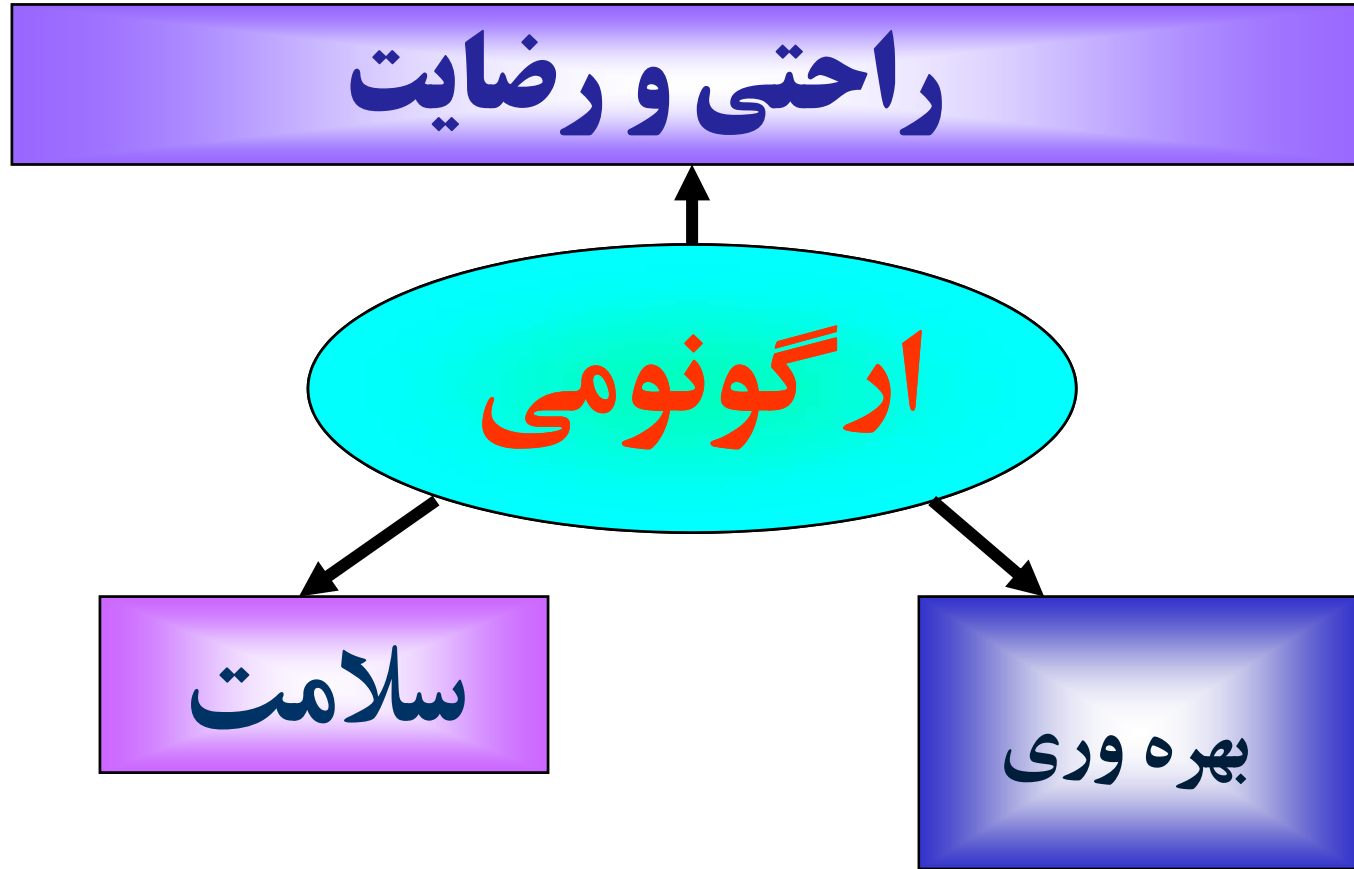 راحتی و رضایت
ارگونومی
بهره وری
سلامت